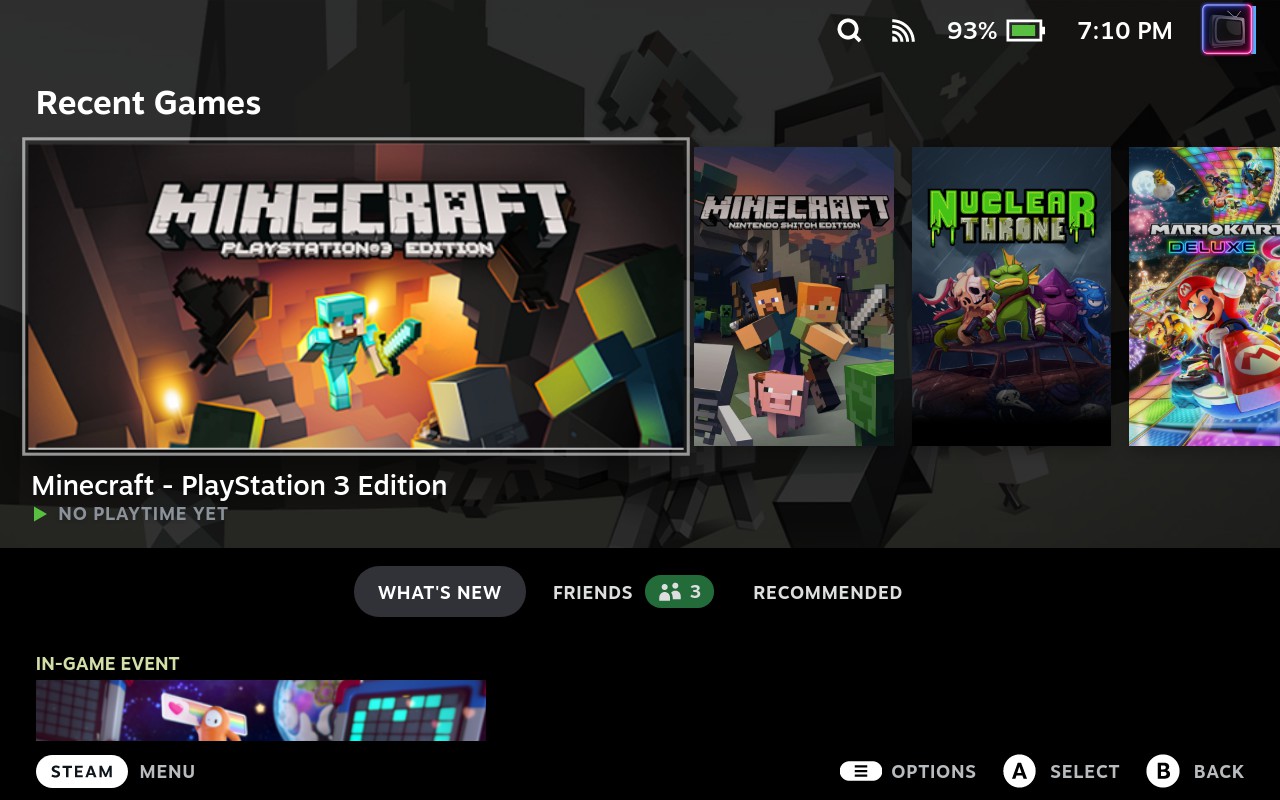 93%
7:10 PM
Recent Games
MINECRAFT
PLAYSTATION®3 EDITION
MINECRAFT
NINTENDO SWITCH EDITION
NUCLEAR
THRONE
MARIOKART
DELUXE
Minecraft - PlayStation 3 Edition
NO PLAYTIME YET
WHAT'S NEW
FRIENDS
3
RECOMMENDED
IN-GAME EVENT
STEAM
MENU
OPTIONS
A
SELECT
B
BACK